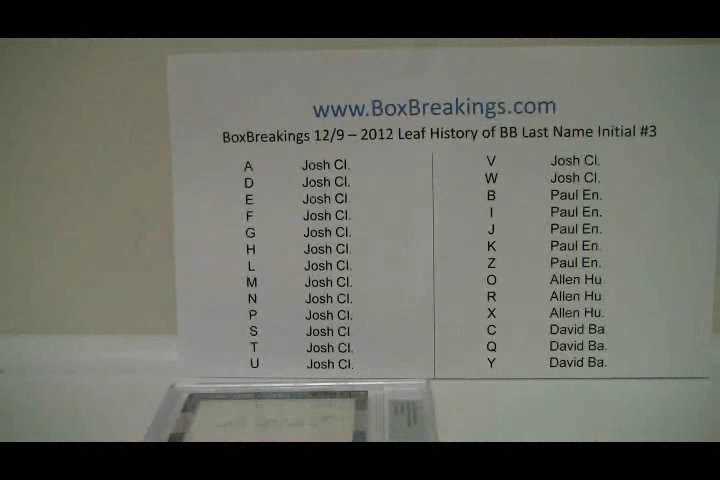 www.BoxBreakings.com
BoxBreakings 12/9 – 2012 Leaf History of BB Last Name Initial #3
A Josh Cl.
D Josh Cl.
E Josh Cl.
F Josh Cl.
G Josh Cl.
H Josh Cl.
L Josh Cl.
M Josh Cl.
N Josh Cl.
P Josh Cl.
S Josh Cl.
T Josh Cl.
U Josh Cl.
V Josh Cl.
W Josh Cl.
B Paul En.
I Paul En.
J Paul En.
K Paul En.
Z Paul En.
O Allen Hu.
R Allen Hu.
X Allen Hu.
C David Ba.
Q David Ba.
Y David Ba.